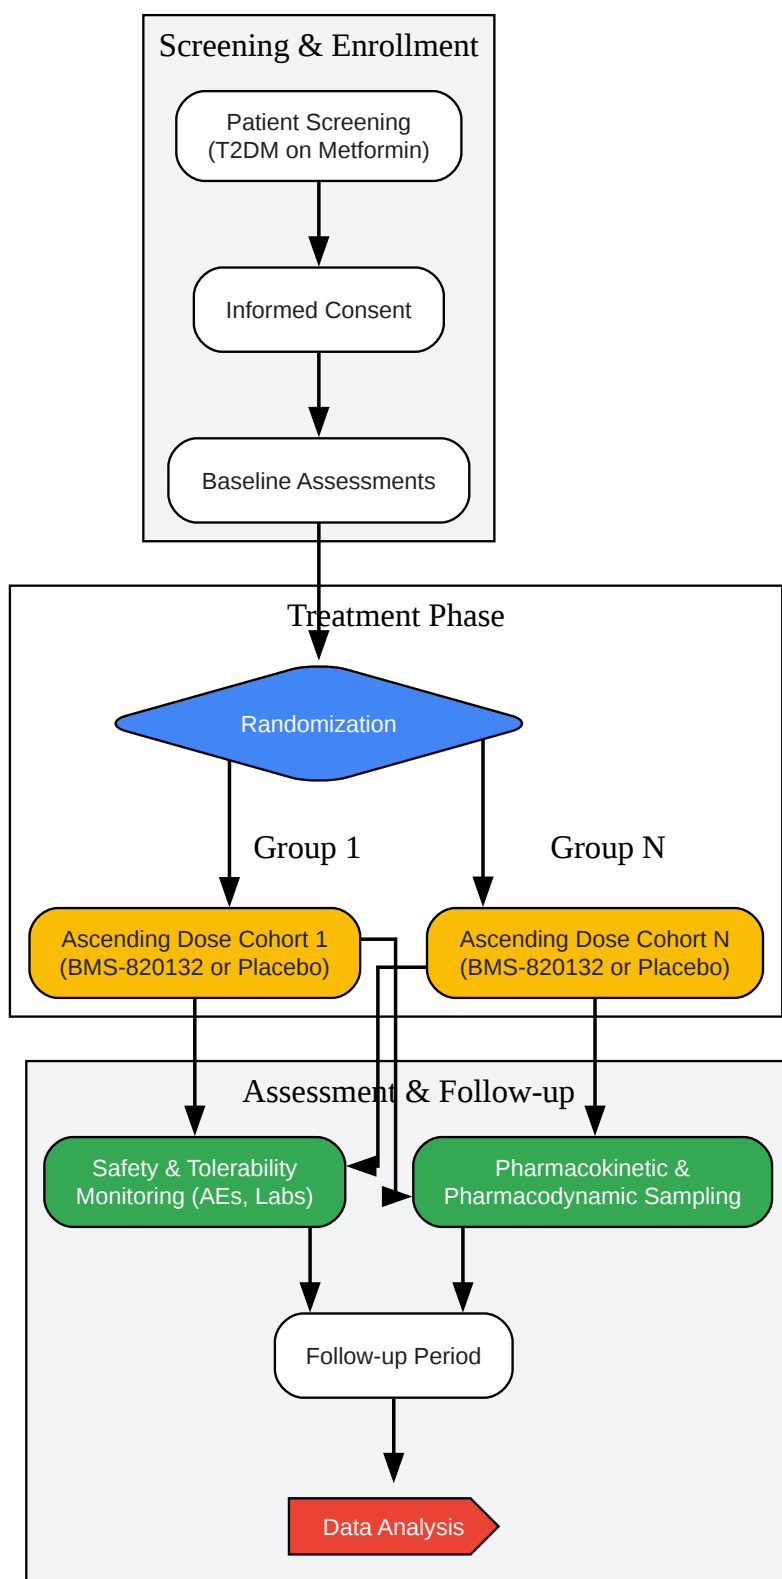 Screening & Enrollment
Patient Screening
(T2DM on Metformin)
Informed Consent
Baseline Assessments
Treatment Phase
Randomization
Group 1
Group N
Ascending Dose Cohort 1
(BMS-820132 or Placebo)
Ascending Dose Cohort N
(BMS-820132 or Placebo)
Assessment & Follow-up
Safety & Tolerability
Monitoring (AEs, Labs)
Pharmacokinetic &
Pharmacodynamic Sampling
Follow-up Period
Data Analysis